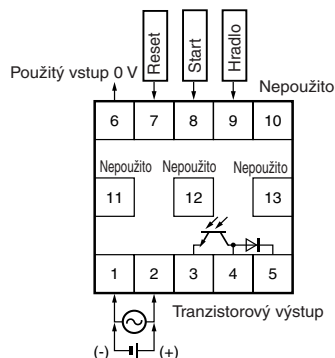 Reset
Start
Hradlo
Použitý vstup 0 V
Nepoužito
6 7 8 9 10
Nepoužito Nepoužito Nepoužito
11 12 13
1 2 3 4 5
Tranzistorový výstup
(-) (+)